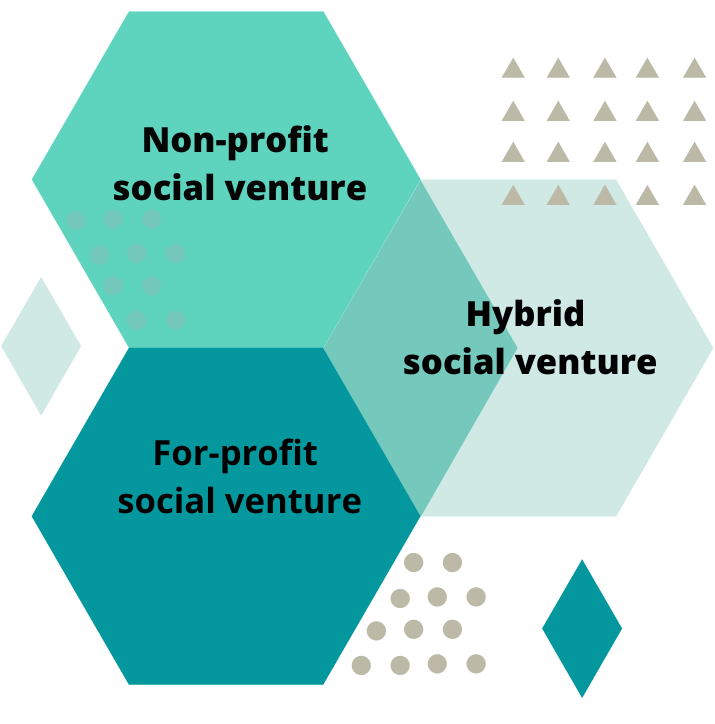 Non-profit
social venture
Hybrid
social venture
For-profit
social venture